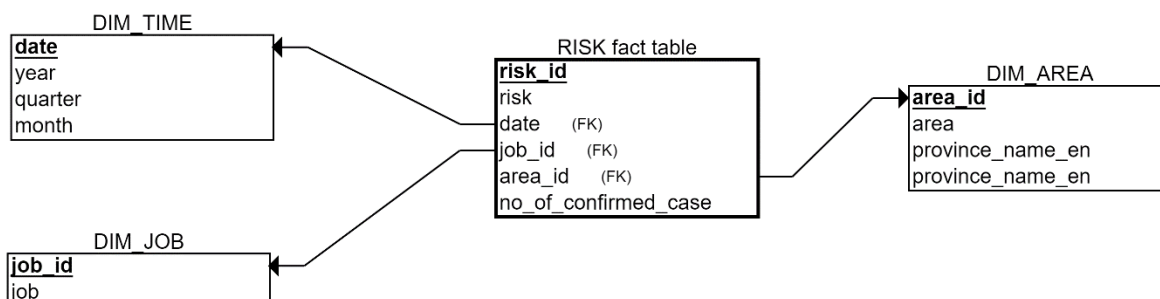 DIM_TIME
date
year
quarter
month
RISK fact table
risk_id
risk
date (FK)
job_id (FK)
area_id (FK)
no_of_confirmed_case
DIM_AREA
area_id
area
province_name_en
province_name_en
DIM_JOB
job_id
job